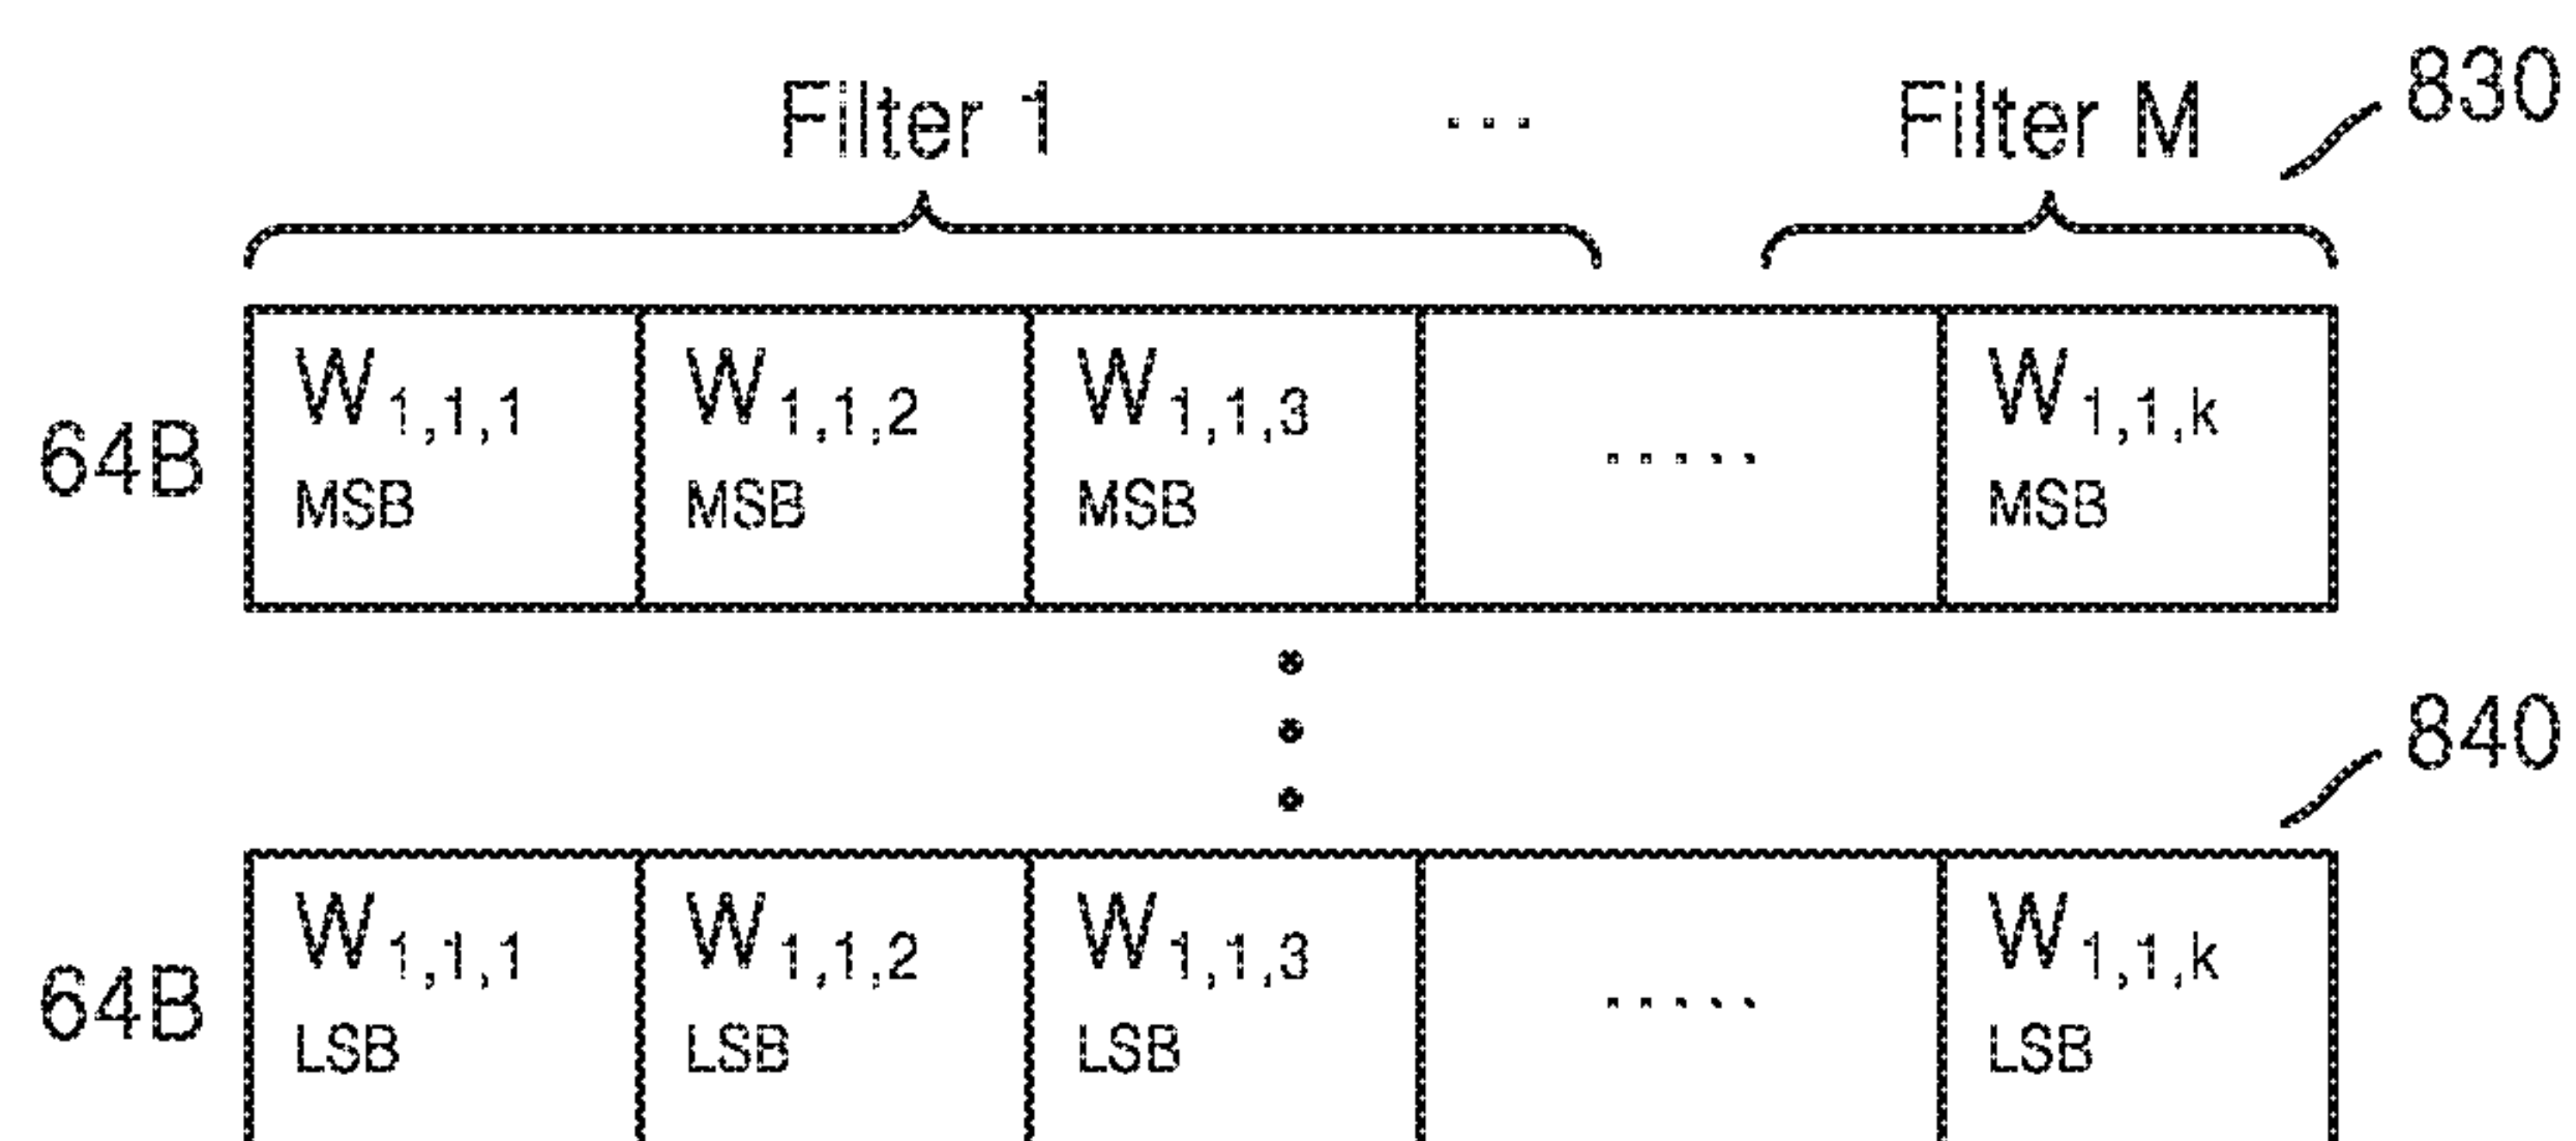 Filter 1 ... Filter M 830
64B W1,1,1 W1,1,2 W1,1,3 ..... W1,1,k
MSB MSB MSB MSB
840
64B W1,1,1 W1,1,2 W1,1,3 ..... W1,1,k
LSB LSB LSB LSB